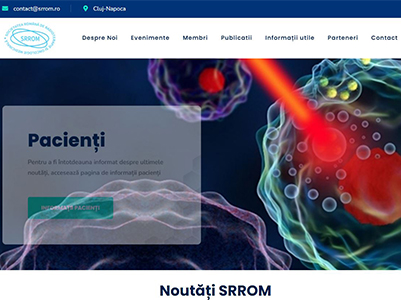 contact@srrom.ro
Cluj-Napoca
SRROM
Despre Noi
Evenimente
Membri
Publicatii
Informații utile
Parteneri
Contact
Pacienți
Pentru a fi întotdeauna informat despre ultimele
noutăți, accesează pagina de informații pacienți
INFORMAȚII PACIENȚI
Noutăți SRROM